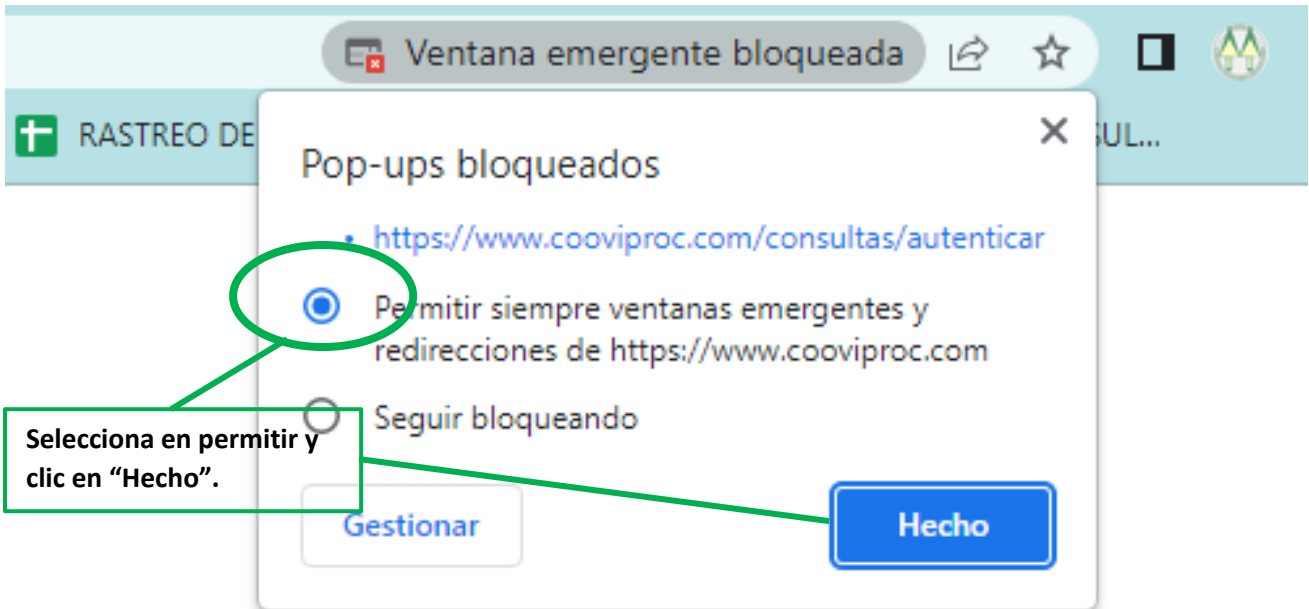 Ventana emergente bloqueada
RASTREO DE
SUL...
Pop-ups bloqueados
• https://www.cooviproc.com/consultas/autenticar
Permitir siempre ventanas emergentes y
redirecciones de https://www.cooviproc.com
Seguir bloqueando
Selecciona en permitir y
clic en “Hecho”.
Gestionar
Hecho